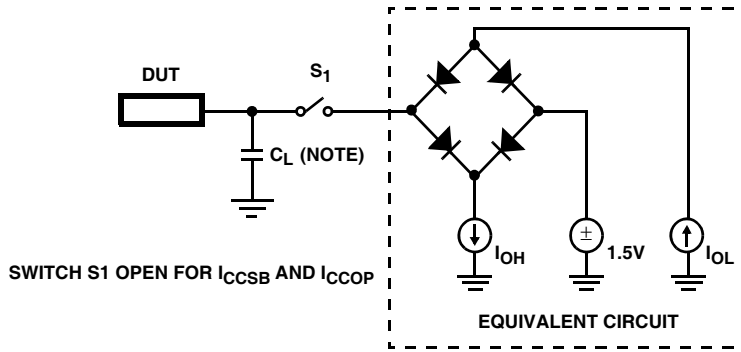 DUT
S1
CL (NOTE)
±
IOH
1.5V
IOL
SWITCH S1 OPEN FOR ICCSB AND ICCOP
EQUIVALENT CIRCUIT